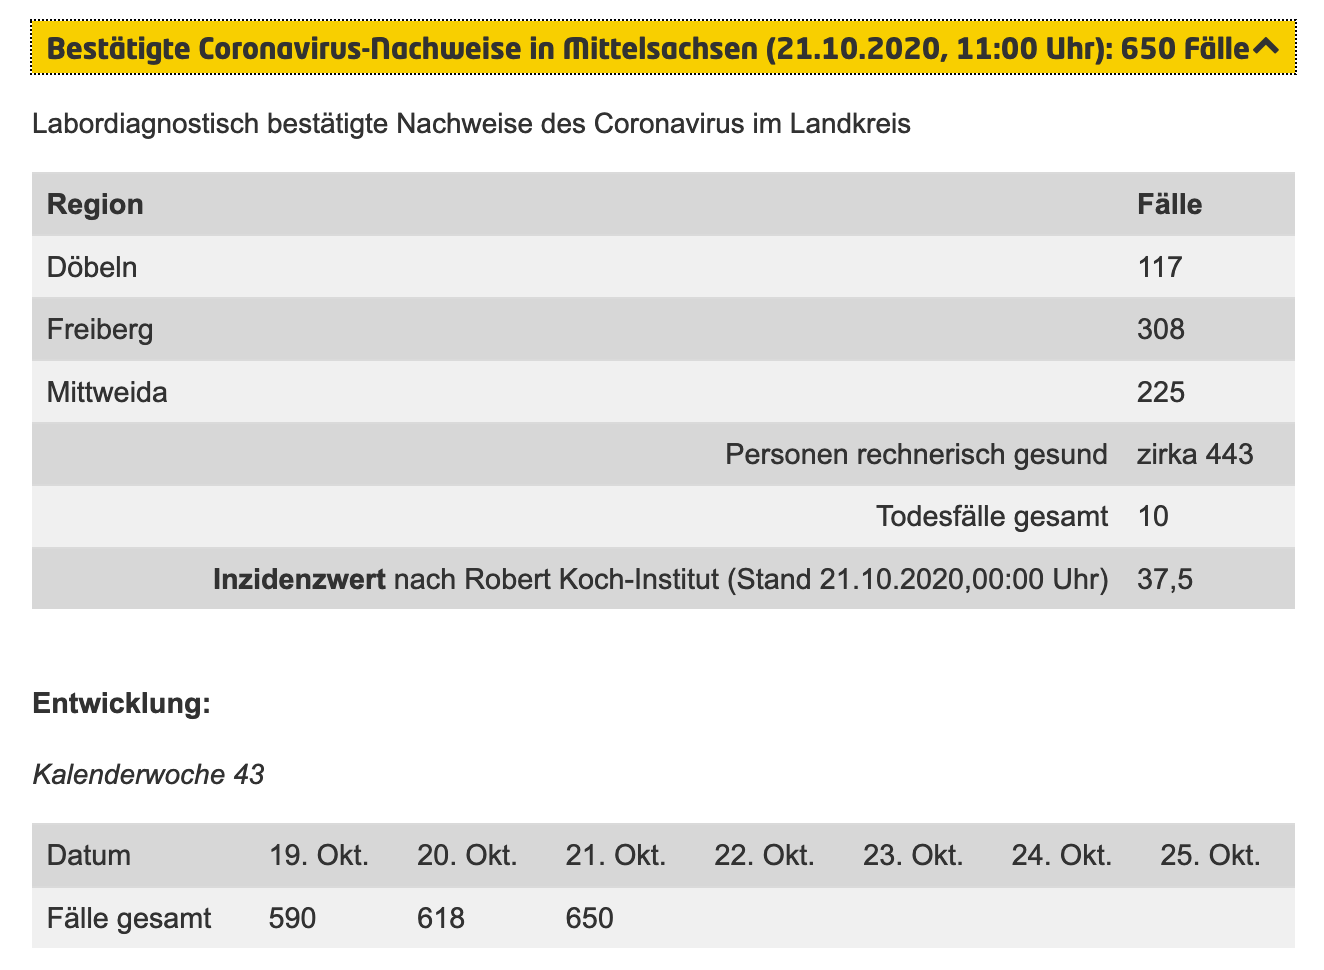 Bestätigte Coronavirus-Nachweise in Mittelsachsen (21.10.2020, 11:00 Uhr): 650 Fälle
Labordiagnostisch bestätigte Nachweise des Coronavirus im Landkreis
Region Fälle
Döbeln 117
Freiberg 308
Mittweida 225
Personen rechnerisch gesund zirka 443
Todesfälle gesamt 10
Inzidenzwert nach Robert Koch-Institut (Stand 21.10.2020,00:00 Uhr) 37,5
Entwicklung:
Kalenderwoche 43
Datum 19. Okt. 20. Okt. 21. Okt. 22. Okt. 23. Okt. 24. Okt. 25. Okt.
Fälle gesamt 590 618 650